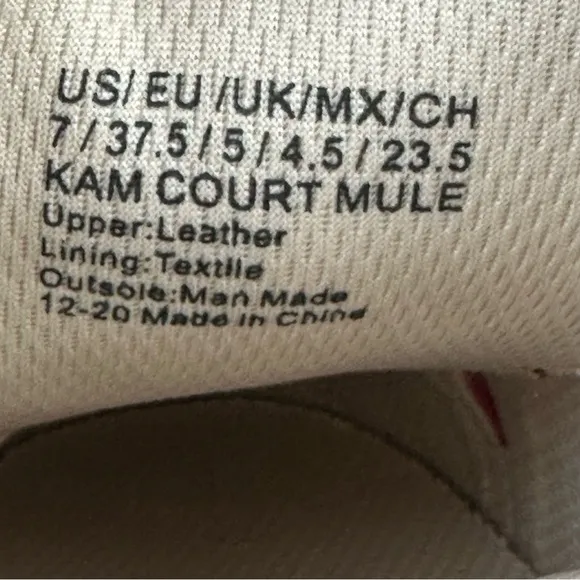 US/ EU /UK/MX/CH
7 / 37.5 / 5 / 4.5 / 23.5
KAM COURT MULE
Upper:Leather
Lining:Textile
Outsole:Man Made
12-20 Made in China